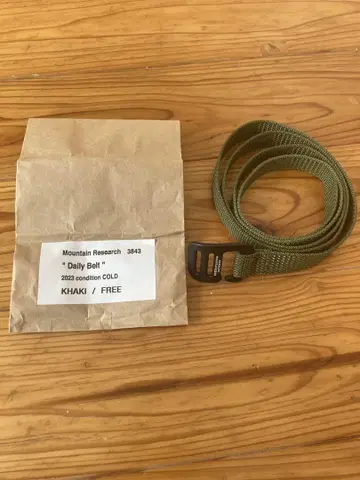 Mountain Research 3843
" Daily Belt "
2023 condition COLD
KHAKI / FREE